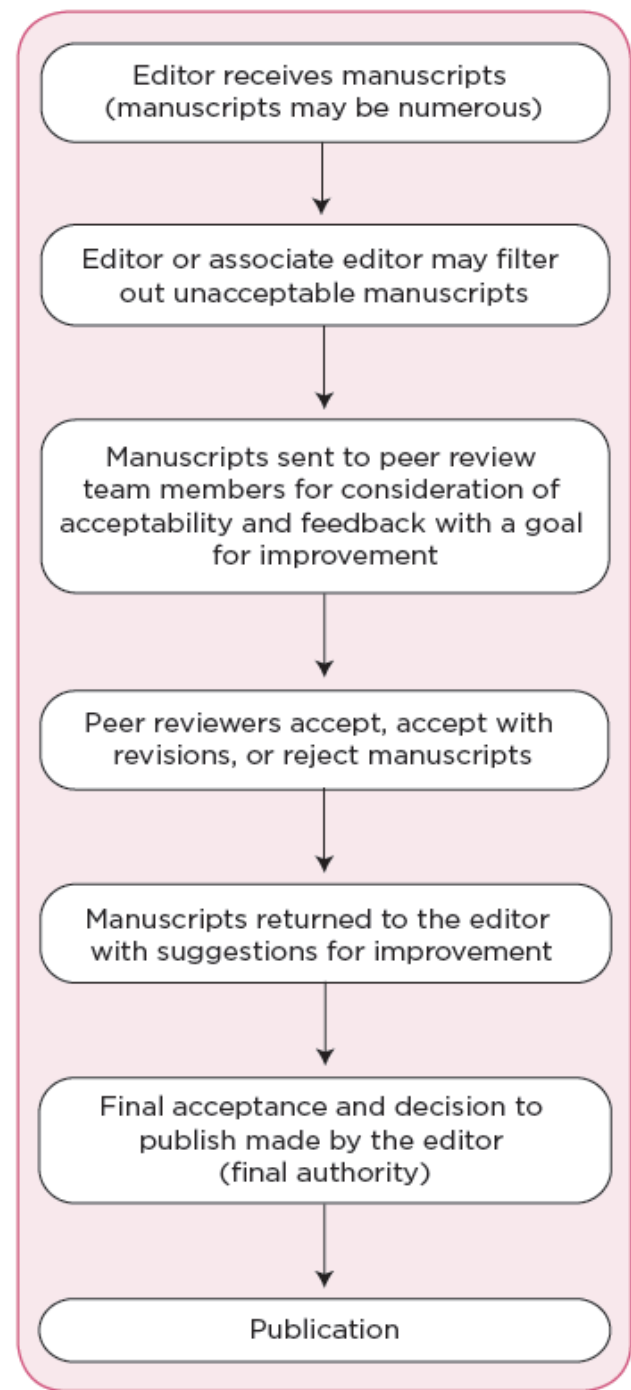 Editor receives manuscripts
(manuscripts may be numerous)
Editor or associate editor may filter
out unacceptable manuscripts
Manuscripts sent to peer review
team members for consideration of
acceptability and feedback with a goal
for improvement
Peer reviewers accept, accept with
revisions, or reject manuscripts
Manuscripts returned to the editor
with suggestions for improvement
Final acceptance and decision to
publish made by the editor
(final authority)
Publication